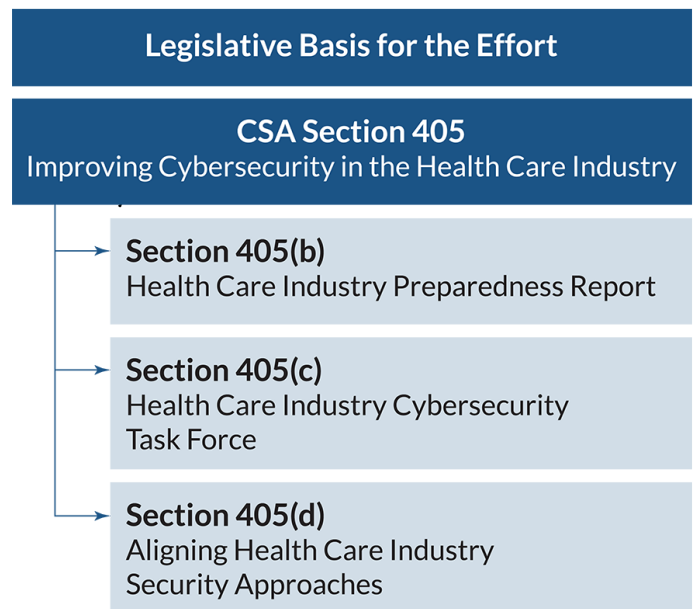 Legislative Basis for the Effort
CSA Section 405
Improving Cybersecurity in the Health Care Industry
Section 405(b)
Health Care Industry Preparedness Report
Section 405(c)
Health Care Industry Cybersecurity
Task Force
Section 405(d)
Aligning Health Care Industry
Security Approaches